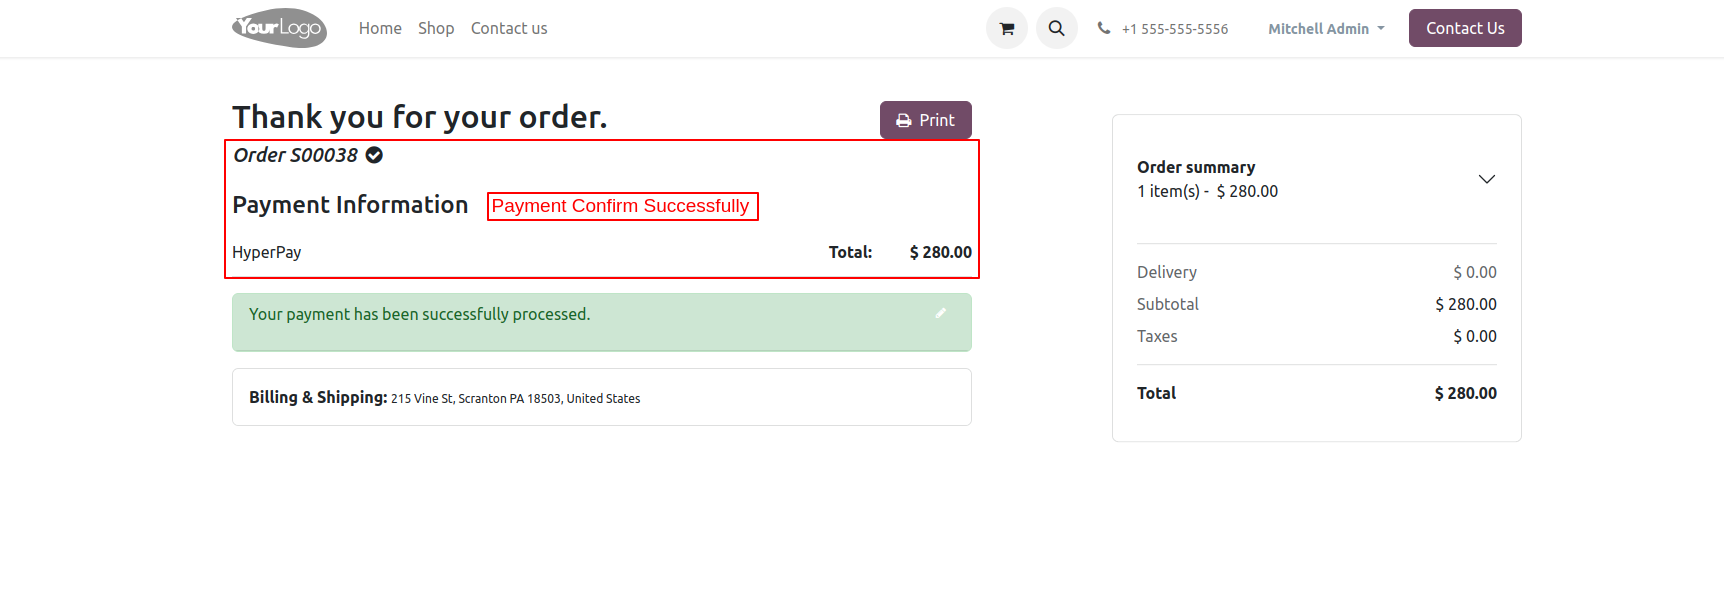 Your Logo
Home Shop Contact us
+1 555-555-5556
Mitchell Admin
Contact Us
Thank you for your order.
Print
Order S00038
Payment Information
Payment Confirm Successfully
HyperPay Total: $ 280.00
Your payment has been successfully processed.
Billing & Shipping: 215 Vine St, Scranton PA 18503, United States
Order summary
1 item(s) - $ 280.00
Delivery $ 0.00
Subtotal $ 280.00
Taxes $ 0.00
Total $ 280.00